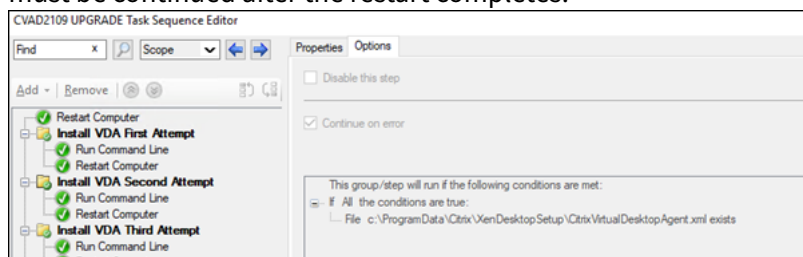 must be continued after the restart completes.
CVAD2109 UPGRADE Task Sequence Editor
Find x Scope
Properties Options
Add Remove
Disable this step
Continue on error
Restart Computer
Install VDA First Attempt
Run Command Line
Restart Computer
Install VDA Second Attempt
Run Command Line
Restart Computer
Install VDA Third Attempt
Run Command Line
This group/step will run if the following conditions are met:
If All the conditions are true:
File c:\ProgramData\Citrix\XenDesktopSetup\CitrixVirtualDesktopAgent.xml exists